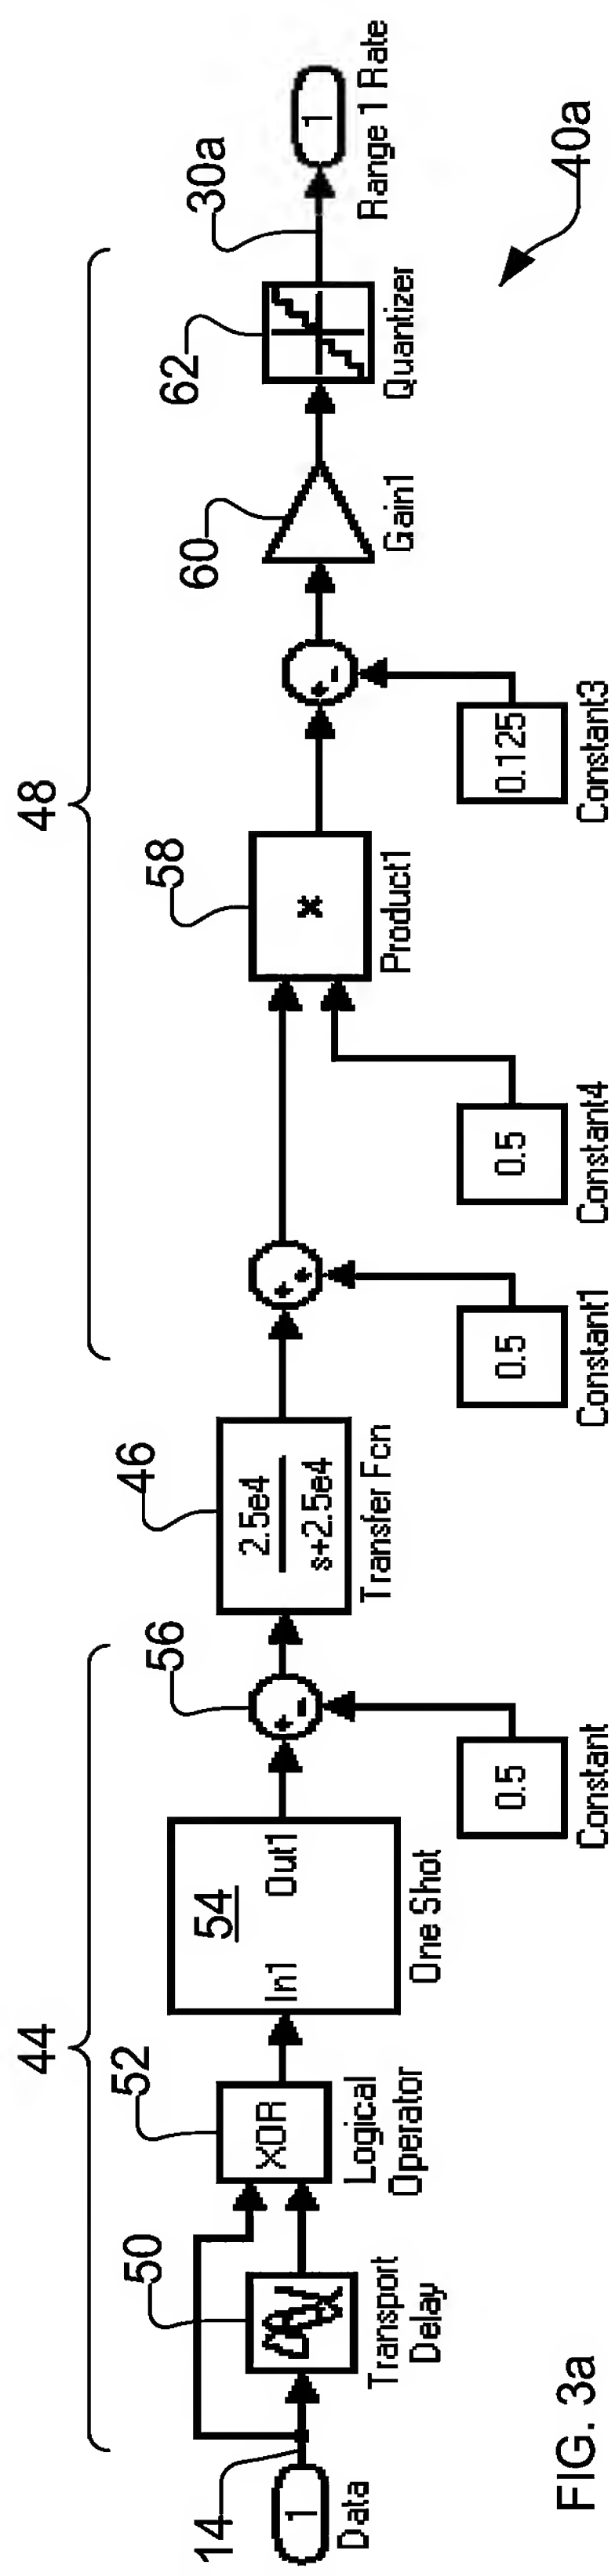 44
48
14
1
Data
50
Transport
Delay
52
XOR
Logical
Operator
54
In1
Out1
One Shot
56
+
-
0.5
Constant
46
2.5e4
s+2.5e4
Transfer Fcn
+
+
0.5
Constant1
0.5
Constant4
58
×
Product1
+
-
0.125
Constant3
60
Gain1
62
Quantizer
30a
1
Range 1 Rate
40a
FIG. 3a